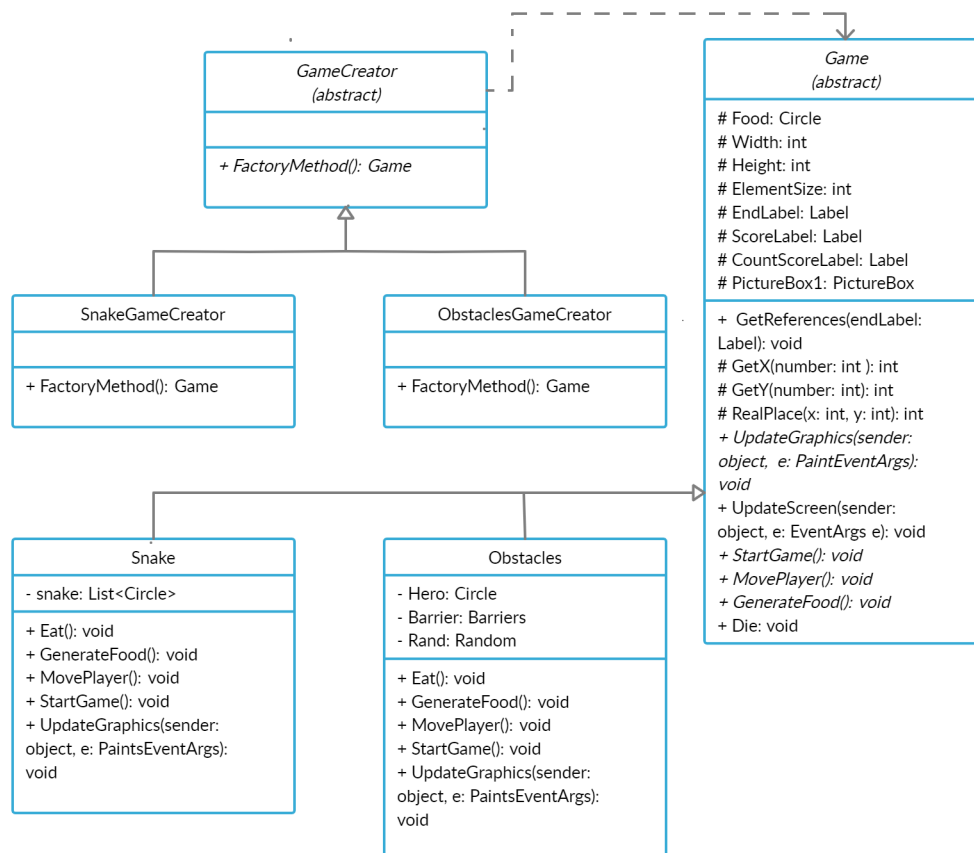 GameCreator
(abstract)
+ FactoryMethod(): Game
Game
(abstract)
# Food: Circle
# Width: int
# Height: int
# ElementSize: int
# EndLabel: Label
# ScoreLabel: Label
# CountScoreLabel: Label
# PictureBox1: PictureBox
+ GetReferences(endLabel:
Label): void
# GetX(number: int ): int
# GetY(number: int): int
# RealPlace(x: int, y: int): int
+ UpdateGraphics(sender:
object, e: PaintEventArgs):
void
+ UpdateScreen(sender:
object, e: EventArgs e): void
+ StartGame(): void
+ MovePlayer(): void
+ GenerateFood(): void
+ Die: void
SnakeGameCreator
+ FactoryMethod(): Game
ObstaclesGameCreator
+ FactoryMethod(): Game
Snake
- snake: List<Circle>
+ Eat(): void
+ GenerateFood(): void
+ MovePlayer(): void
+ StartGame(): void
+ UpdateGraphics(sender:
object, e: PaintsEventArgs):
void
Obstacles
- Hero: Circle
- Barrier: Barriers
- Rand: Random
+ Eat(): void
+ GenerateFood(): void
+ MovePlayer(): void
+ StartGame(): void
+ UpdateGraphics(sender:
object, e: PaintsEventArgs):
void